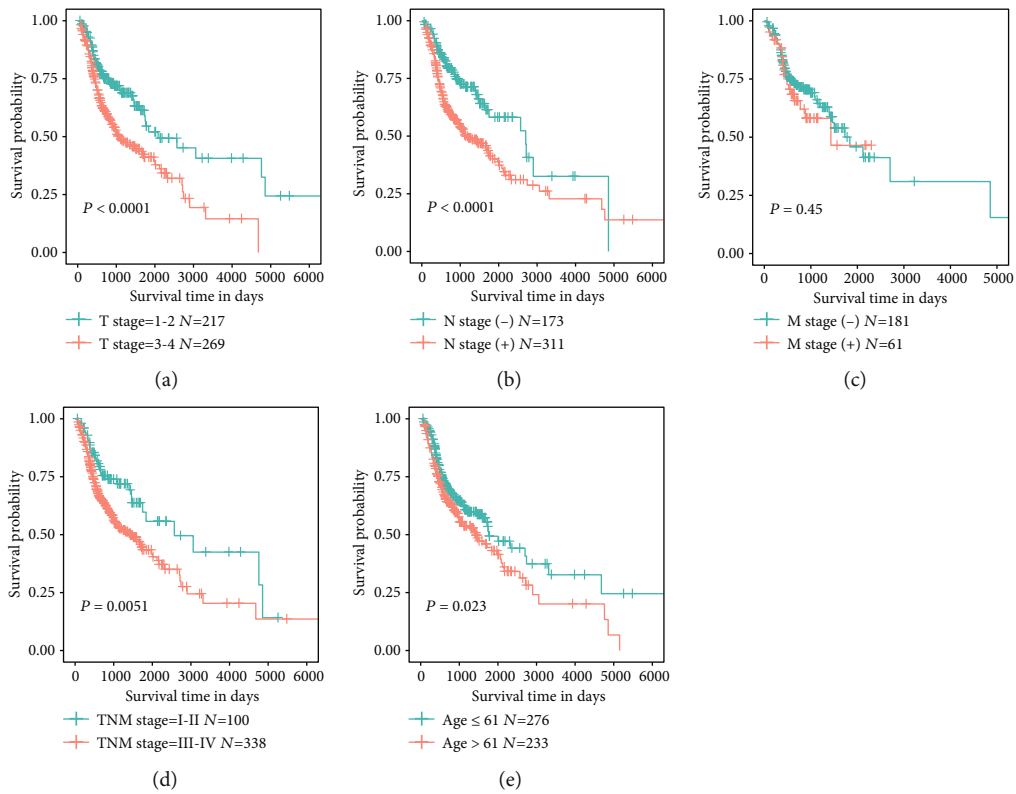 1.00
0.75
0.50
0.25
0.00
Survival probability
P < 0.0001
0 1000 2000 3000 4000 5000 6000
Survival time in days
T stage=1-2 N=217
T stage=3-4 N=269
(a)
1.00
0.75
0.50
0.25
0.00
Survival probability
P < 0.0001
0 1000 2000 3000 4000 5000 6000
Survival time in days
N stage (–) N=173
N stage (+) N=311
(b)
1.00
0.75
0.50
0.25
0.00
Survival probability
P = 0.45
0 1000 2000 3000 4000 5000
Survival time in days
M stage (–) N=181
M stage (+) N=61
(c)
1.00
0.75
0.50
0.25
0.00
Survival probability
P = 0.0051
0 1000 2000 3000 4000 5000 6000
Survival time in days
TNM stage=I-II N=100
TNM stage=III-IV N=338
(d)
1.00
0.75
0.50
0.25
0.00
Survival probability
P = 0.023
0 1000 2000 3000 4000 5000 6000
Survival time in days
Age ≤ 61 N=276
Age > 61 N=233
(e)